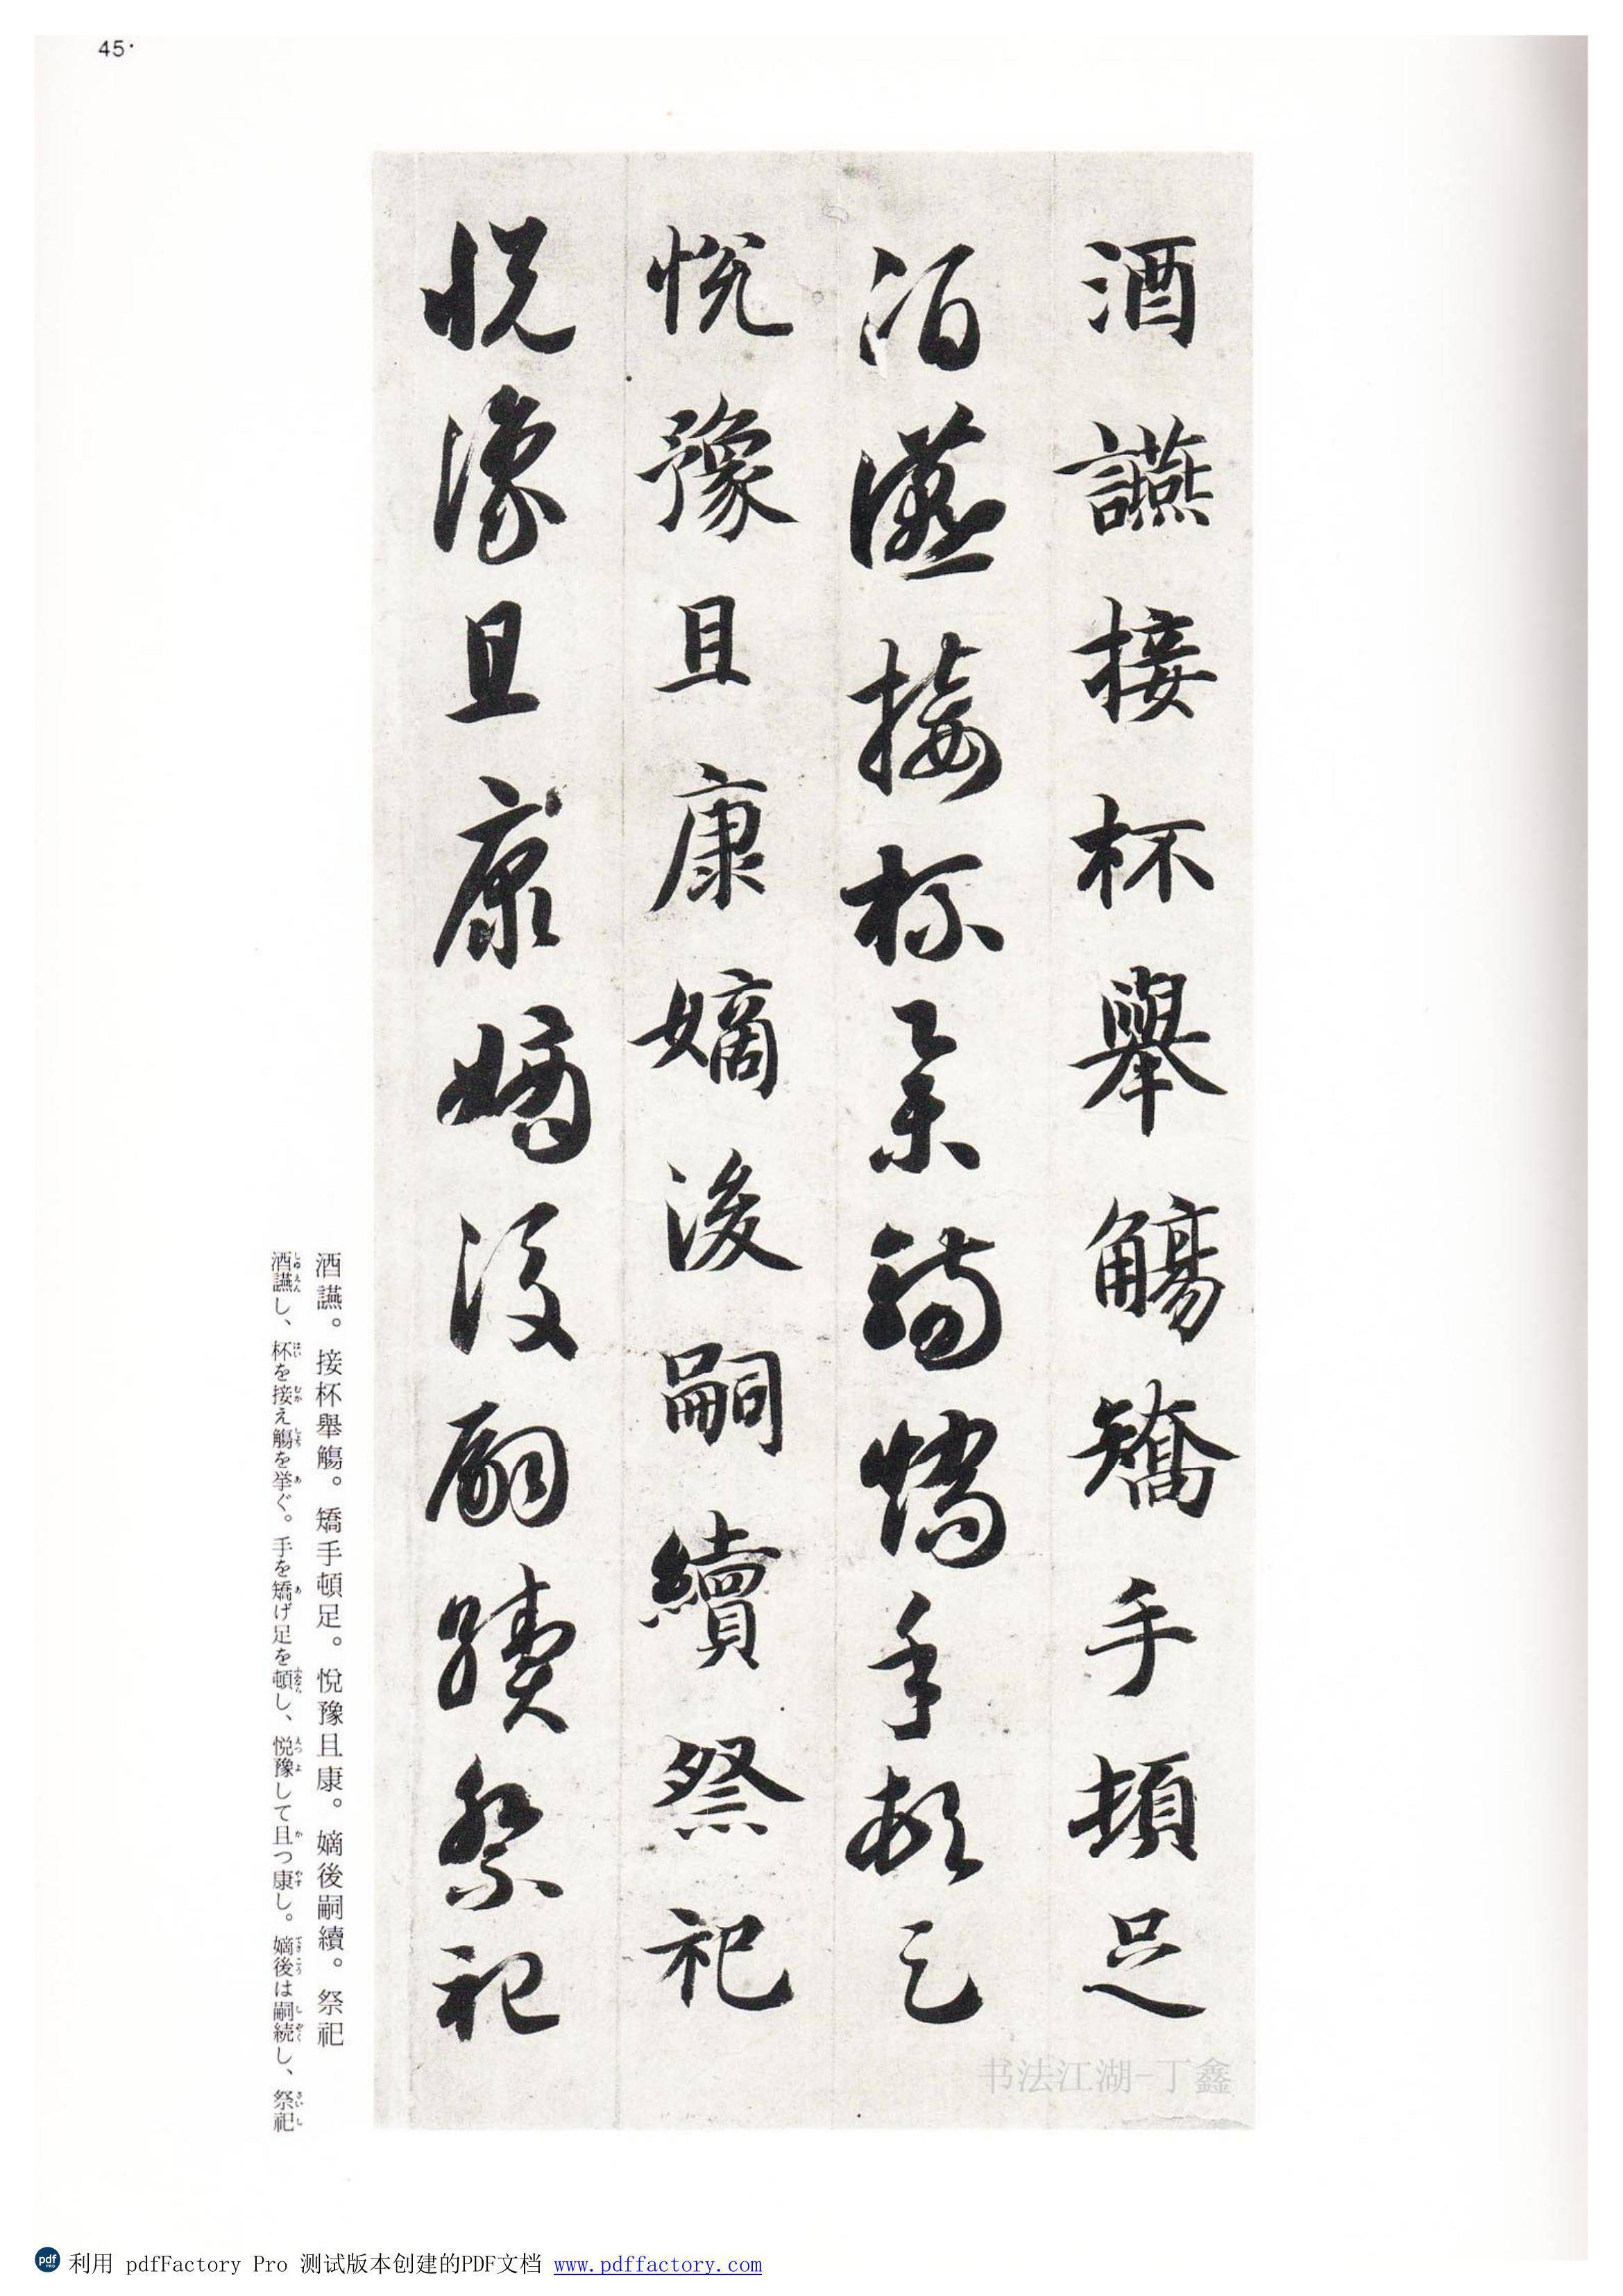 45·
酒讌接杯舉觴矯手頓足
酒讌接杯舉觴矯手頓足
悅豫且康嫡後嗣續祭祀
悅豫且康嫡後嗣續祭祀
酒讌。接杯舉觴。矯手頓足。悅豫且康。嫡後嗣續。祭祀
酒讌し、杯を接え觴を挙ぐ。手を矯げ足を頓し、悦豫して且つ康し。嫡後は嗣続し、祭祀
书法江湖-丁鑫
pdf PRO
利用 pdfFactory Pro 测试版本创建的PDF文档 www.pdffactory.com